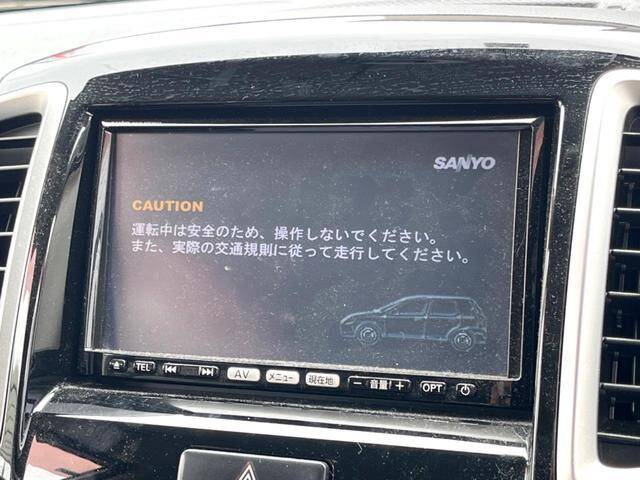 SANYO
CAUTION
運転中は安全のため、操作しないでください。
また、実際の交通規則に従って走行してください。
TEL
AV
メニュー
現在地
− 音量 +
OPT